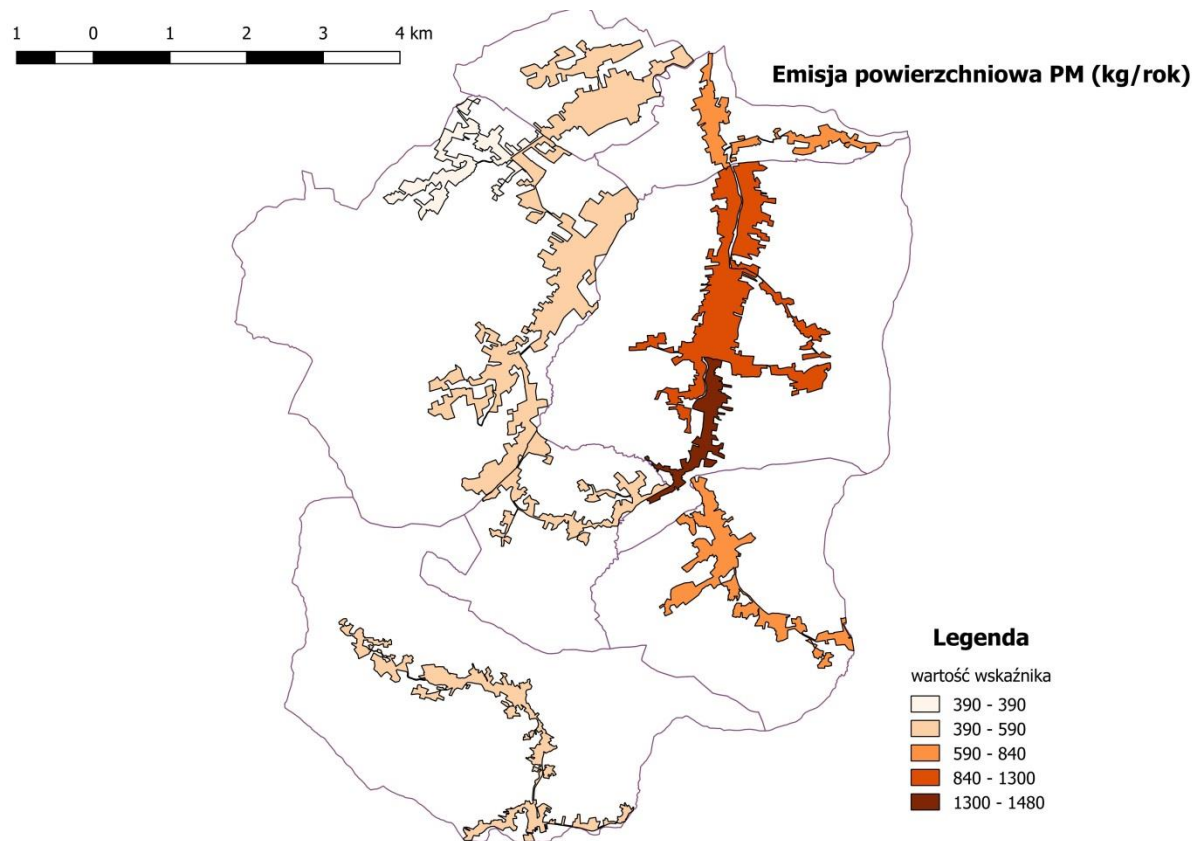 1 0 1 2 3 4 km
Emisja powierzchniowa PM (kg/rok)
Legenda
wartość wskaźnika
390 - 390
390 - 590
590 - 840
840 - 1300
1300 - 1480